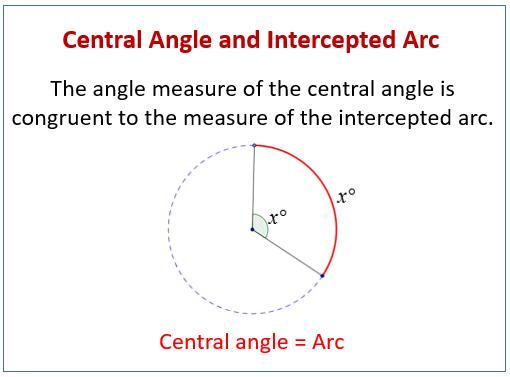 Central Angle and Intercepted Arc
The angle measure of the central angle is
congruent to the measure of the intercepted arc.
x°
x°
Central angle = Arc